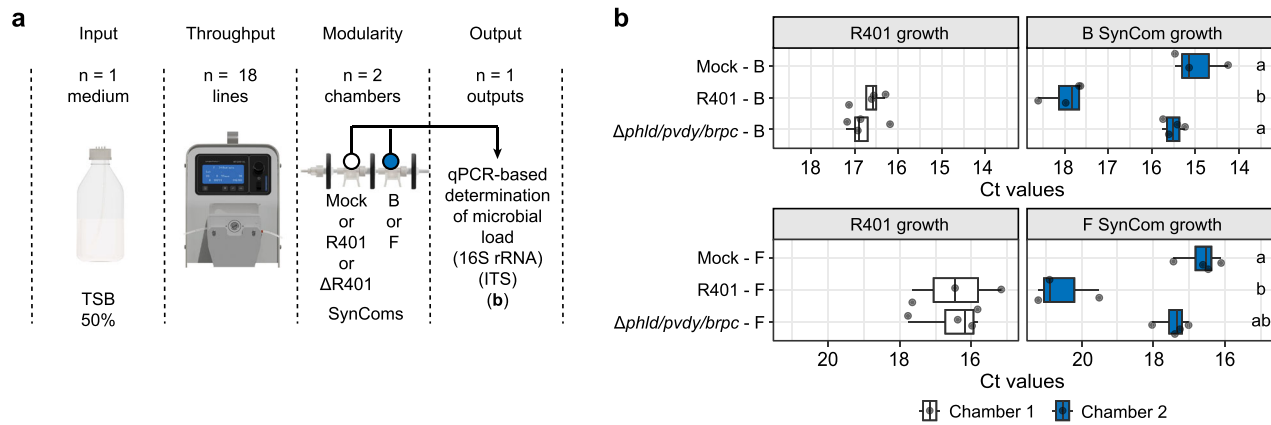 a
Input
Throughput
Modularity
Output
n = 1
medium
n = 18
lines
n = 2
chambers
n = 1
outputs
Mock
or
R401
or
ΔR401
B
or
F
SynComs
qPCR-based
determination
of microbial
load
(16S rRNA)
(ITS)
(b)
TSB
50%
b
R401 growth
B SynCom growth
Mock - B
a
R401 - B
b
Δphld/pvdy/brpc - B
a
18 17 16 15 14
18 17 16 15 14
Ct values
R401 growth
F SynCom growth
Mock - F
a
R401 - F
b
Δphld/pvdy/brpc - F
ab
20 18 16
20 18 16
Ct values
Chamber 1
Chamber 2